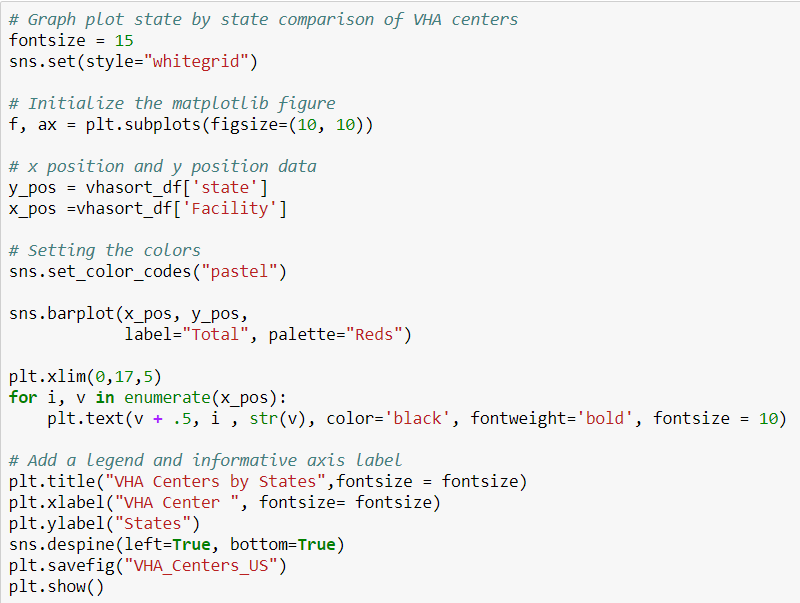 # Graph plot state by state comparison of VHA centers
fontsize = 15
sns.set(style="whitegrid")
# Initialize the matplotlib figure
f, ax = plt.subplots(figsize=(10, 10))
# x position and y position data
y_pos = vhasort_df['state']
x_pos =vhasort_df['Facility']
# Setting the colors
sns.set_color_codes("pastel")
sns.barplot(x_pos, y_pos,
            label="Total", palette="Reds")
plt.xlim(0,17,5)
for i, v in enumerate(x_pos):
    plt.text(v + .5, i , str(v), color='black', fontweight='bold', fontsize = 10)
# Add a legend and informative axis label
plt.title("VHA Centers by States",fontsize = fontsize)
plt.xlabel("VHA Center ", fontsize= fontsize)
plt.ylabel("States")
sns.despine(left=True, bottom=True)
plt.savefig("VHA_Centers_US")
plt.show()